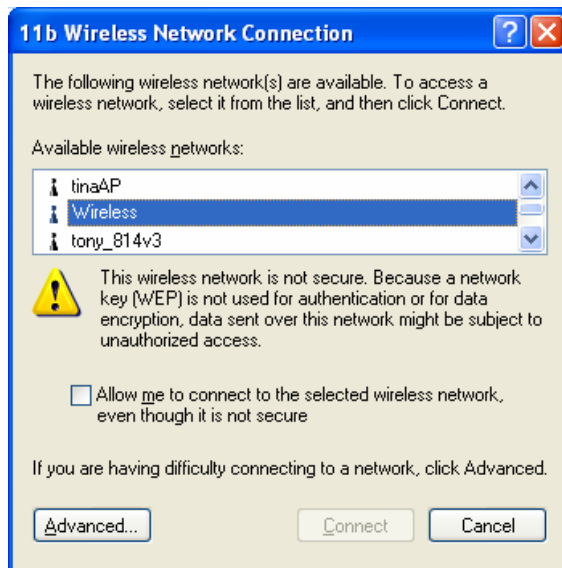 11b Wireless Network Connection
The following wireless network(s) are available. To access a
wireless network, select it from the list, and then click Connect.
Available wireless networks:
tinaAP
Wireless
tony_814v3
This wireless network is not secure. Because a network
key (WEP) is not used for authentication or for data
encryption, data sent over this network might be subject to
unauthorized access.
Allow me to connect to the selected wireless network,
even though it is not secure
If you are having difficulty connecting to a network, click Advanced.
Advanced... Connect Cancel